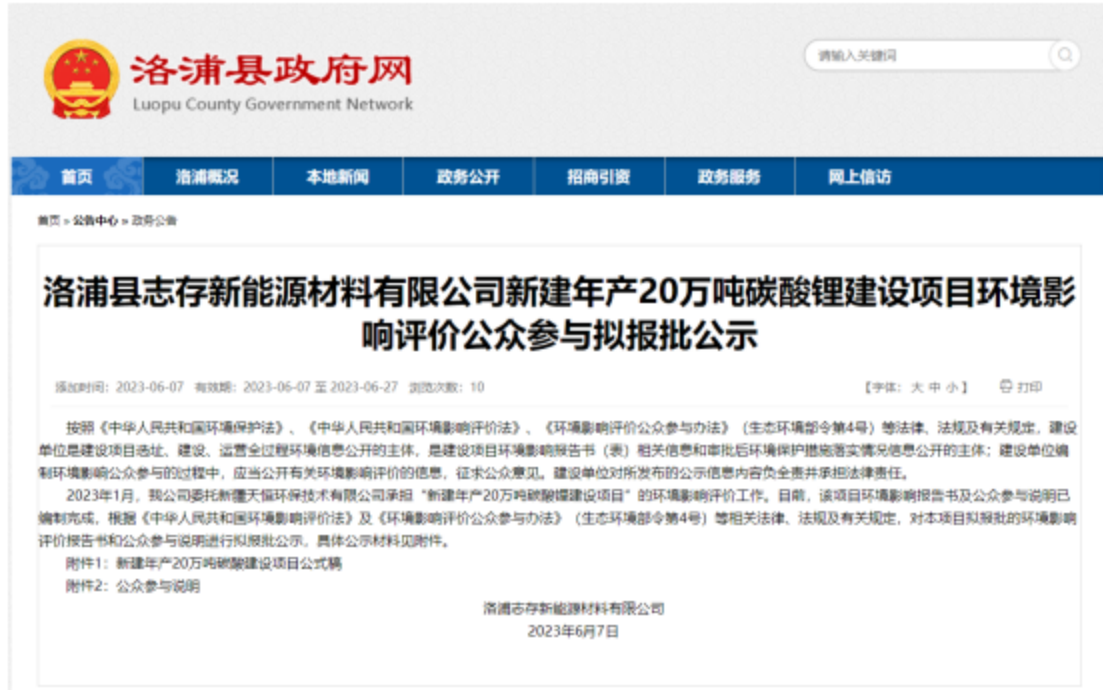 洛浦县政府网
Luopu County Government Network
请输入关键词
首页 洛浦概况 本地新闻 政务公开 招商引资 政务服务 网上信访
首页 » 公告中心 » 政务公告
洛浦县志存新能源材料有限公司新建年产20万吨碳酸锂建设项目环境影
响评价公众参与拟报批公示
添加时间：2023-06-07 有效期：2023-06-07 至 2023-06-27 浏览次数：10 【字体： 大 中 小 】 打印
按照《中华人民共和国环境保护法》、《中华人民共和国环境影响评价法》、《环境影响评价公众参与办法》（生态环境部令第4号）等法律、法规及有关规定，建设
单位是建设项目选址、建设、运营全过程环境信息公开的主体，是建设项目环境影响报告书（表）相关信息和审批后环境保护措施落实情况信息公开的主体；建设单位编
制环境影响公众参与的过程中，应当公开有关环境影响评价的信息，征求公众意见。建设单位对所发布的公示信息内容负全责并承担法律责任。
2023年1月，我公司委托新疆天恒环保技术有限公司承担“新建年产20万吨碳酸锂建设项目”的环境影响评价工作。目前，该项目环境影响报告书及公众参与说明已
编制完成，根据《中华人民共和国环境影响评价法》及《环境影响评价公众参与办法》（生态环境部令第4号）等相关法律、法规及有关规定，对本项目拟报批的环境影响
评价报告书和公众参与说明进行拟报批公示，具体公示材料见附件。
附件1：新建年产20万吨碳酸建设项目公式稿
附件2：公众参与说明
洛浦志存新能源材料有限公司
2023年6月7日